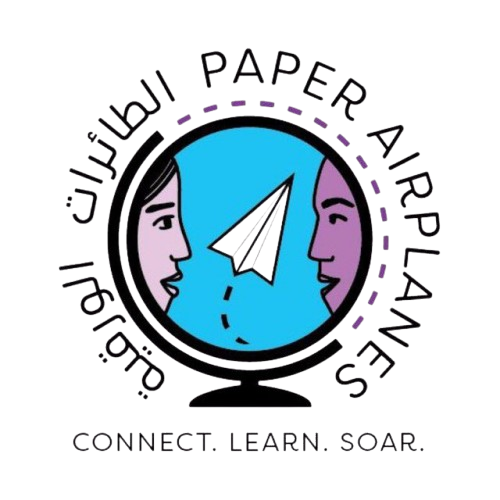 الطائرات الورقية
PAPER AIRPLANES
CONNECT. LEARN. SOAR.